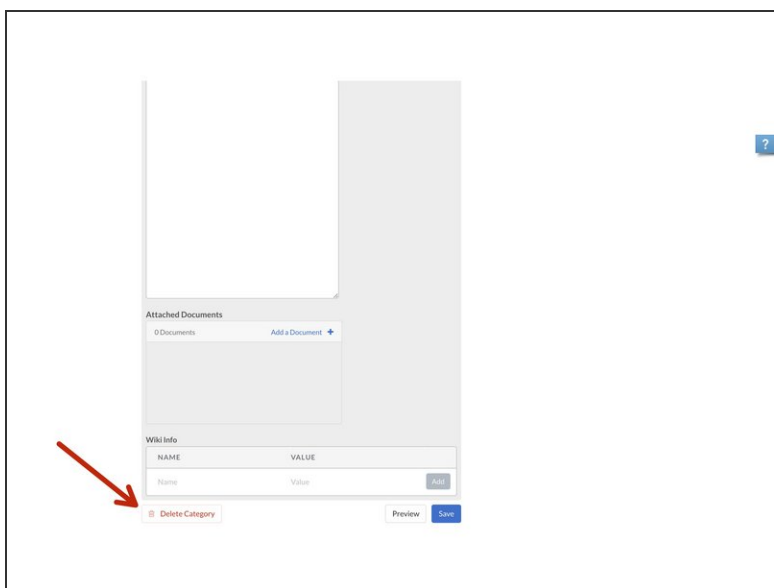 ?
Attached Documents
0 Documents Add a Document +
Wiki Info
NAME VALUE
Name Value Add
Delete Category Preview Save